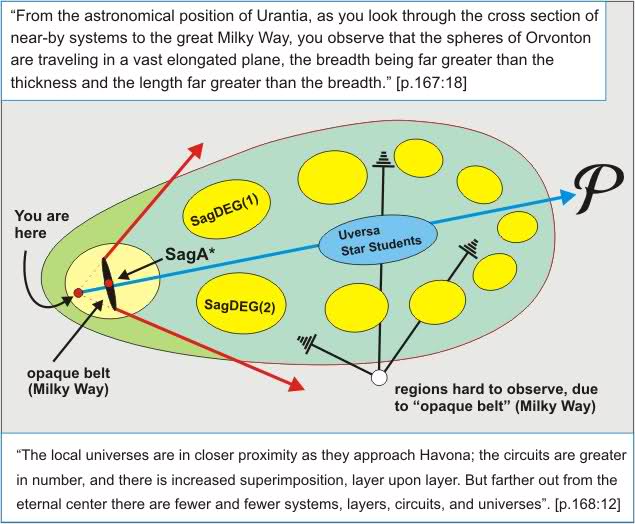 “From the astronomical position of Urantia, as you look through the cross section of
near-by systems to the great Milky Way, you observe that the spheres of Orvonton
are traveling in a vast elongated plane, the breadth being far greater than the
thickness and the length far greater than the breadth.” [p.167:18]
P
SagDEG(1)
You are
here
SagA*
Uversa
Star Students
SagDEG(2)
opaque belt
(Milky Way)
regions hard to observe, due
to “opaque belt” (Milky Way)
“The local universes are in closer proximity as they approach Havona; the circuits are greater
in number, and there is increased superimposition, layer upon layer. But farther out from the
eternal center there are fewer and fewer systems, layers, circuits, and universes”. [p.168:12]